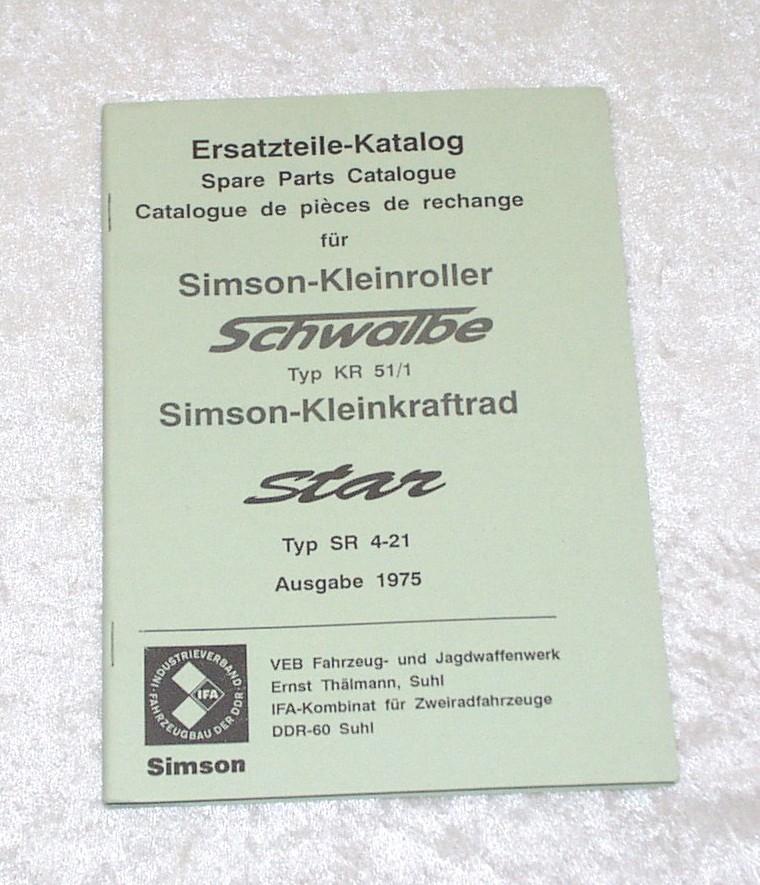 Ersatzteile-Katalog
Spare Parts Catalogue
Catalogue de pièces de rechange
für
Simson-Kleinroller
Schwalbe
Typ KR 51/1
Simson-Kleinkraftrad
star
Typ SR 4-21
Ausgabe 1975
INDUSTRIEVERBAND · FAHRZEUGBAU DER DDR ·
IFA
Simson
VEB Fahrzeug- und Jagdwaffenwerk
Ernst Thälmann, Suhl
IFA-Kombinat für Zweiradfahrzeuge
DDR-60 Suhl